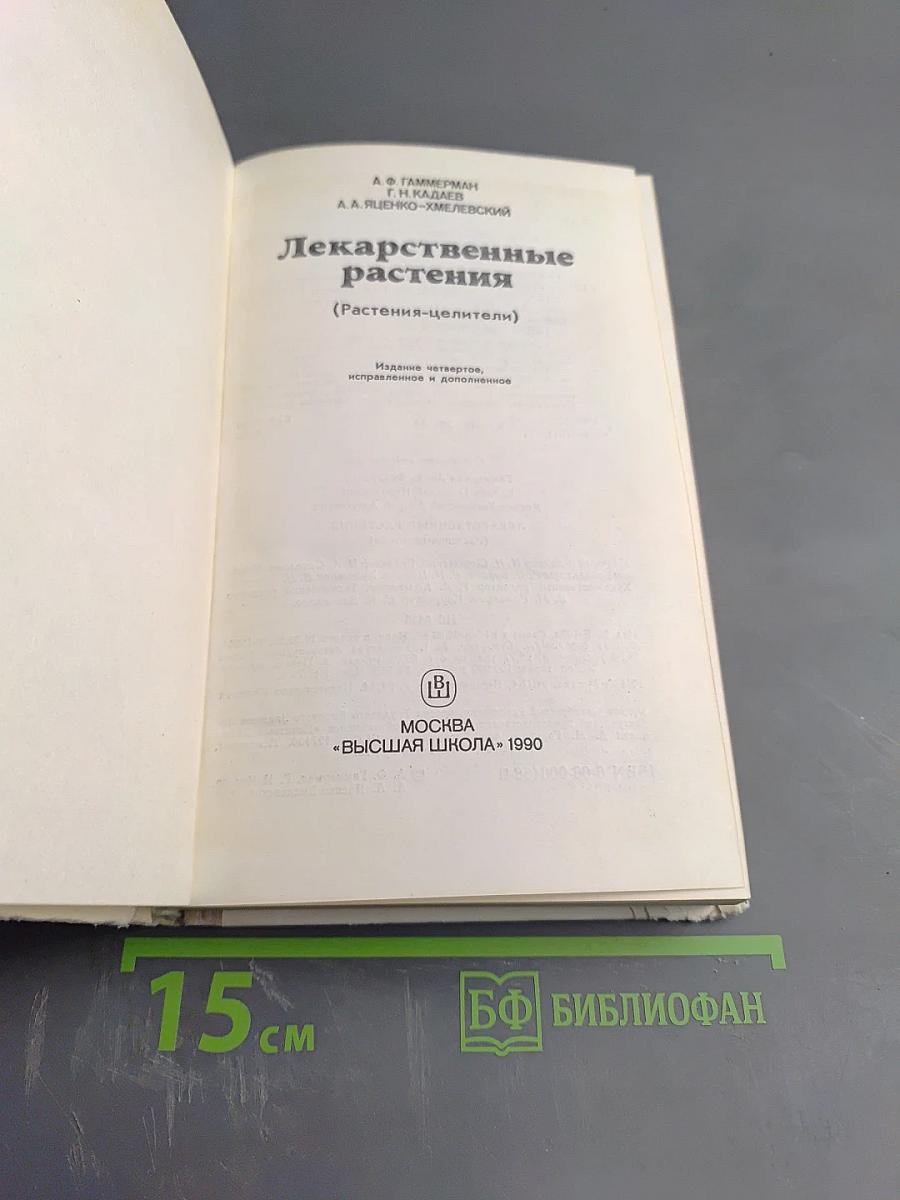 А. Ф. ГАММЕРМАН
Г. Н. КАДАЕВ
А. А. ЯЦЕНКО-ХМЕЛЕВСКИЙ
Лекарственные
растения
(Растения-целители)
Издание четвертое,
исправленное и дополненное
ВШ
МОСКВА
«ВЫСШАЯ ШКОЛА» 1990
15 см
БФ БИБЛИОФАН